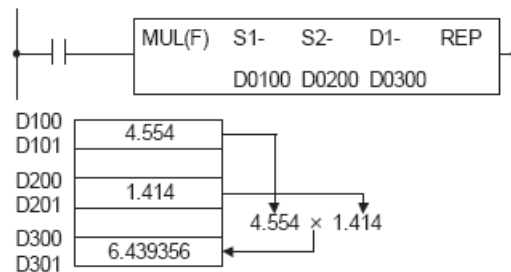 MUL(F) S1- S2- D1- REP
D0100 D0200 D0300
D100 4.554
D101
D200 1.414
D201
4.554 × 1.414
D300
6.439356
D301